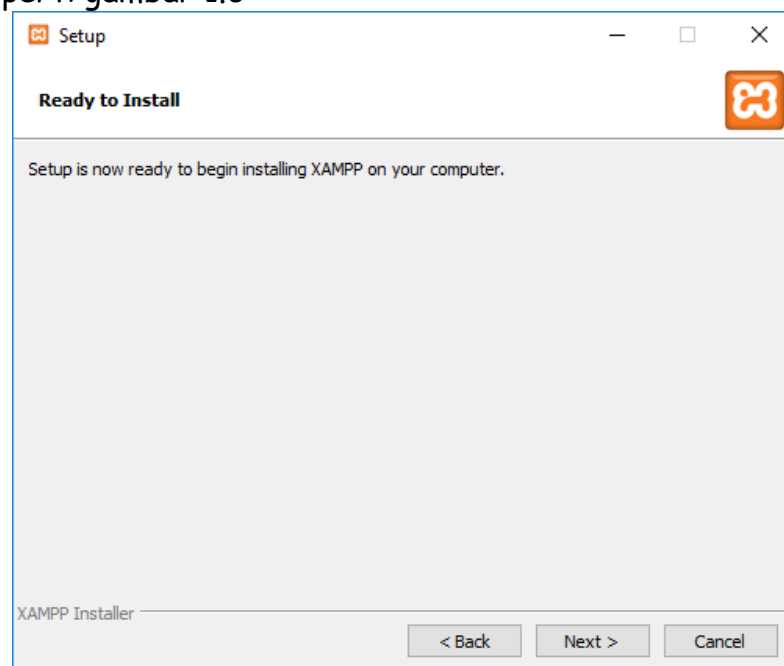 gambar
Setup
Ready to Install
Setup is now ready to begin installing XAMPP on your computer.
XAMPP Installer
< Back Next > Cancel